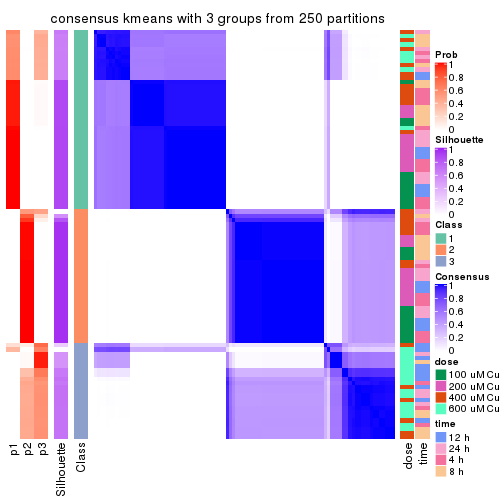 consensus kmeans with 3 groups from 250 partitions
Prob
1
0.8
0.6
0.4
0.2
0
Silhouette
1
0.8
0.6
0.4
0.2
0
Class
1
2
3
Consensus
1
0.8
0.6
0.4
0.2
0
dose
100 uM Cu
200 uM Cu
400 uM Cu
600 uM Cu
time
12 h
24 h
4 h
8 h
p1
p2
p3
Silhouette
Class
dose
time